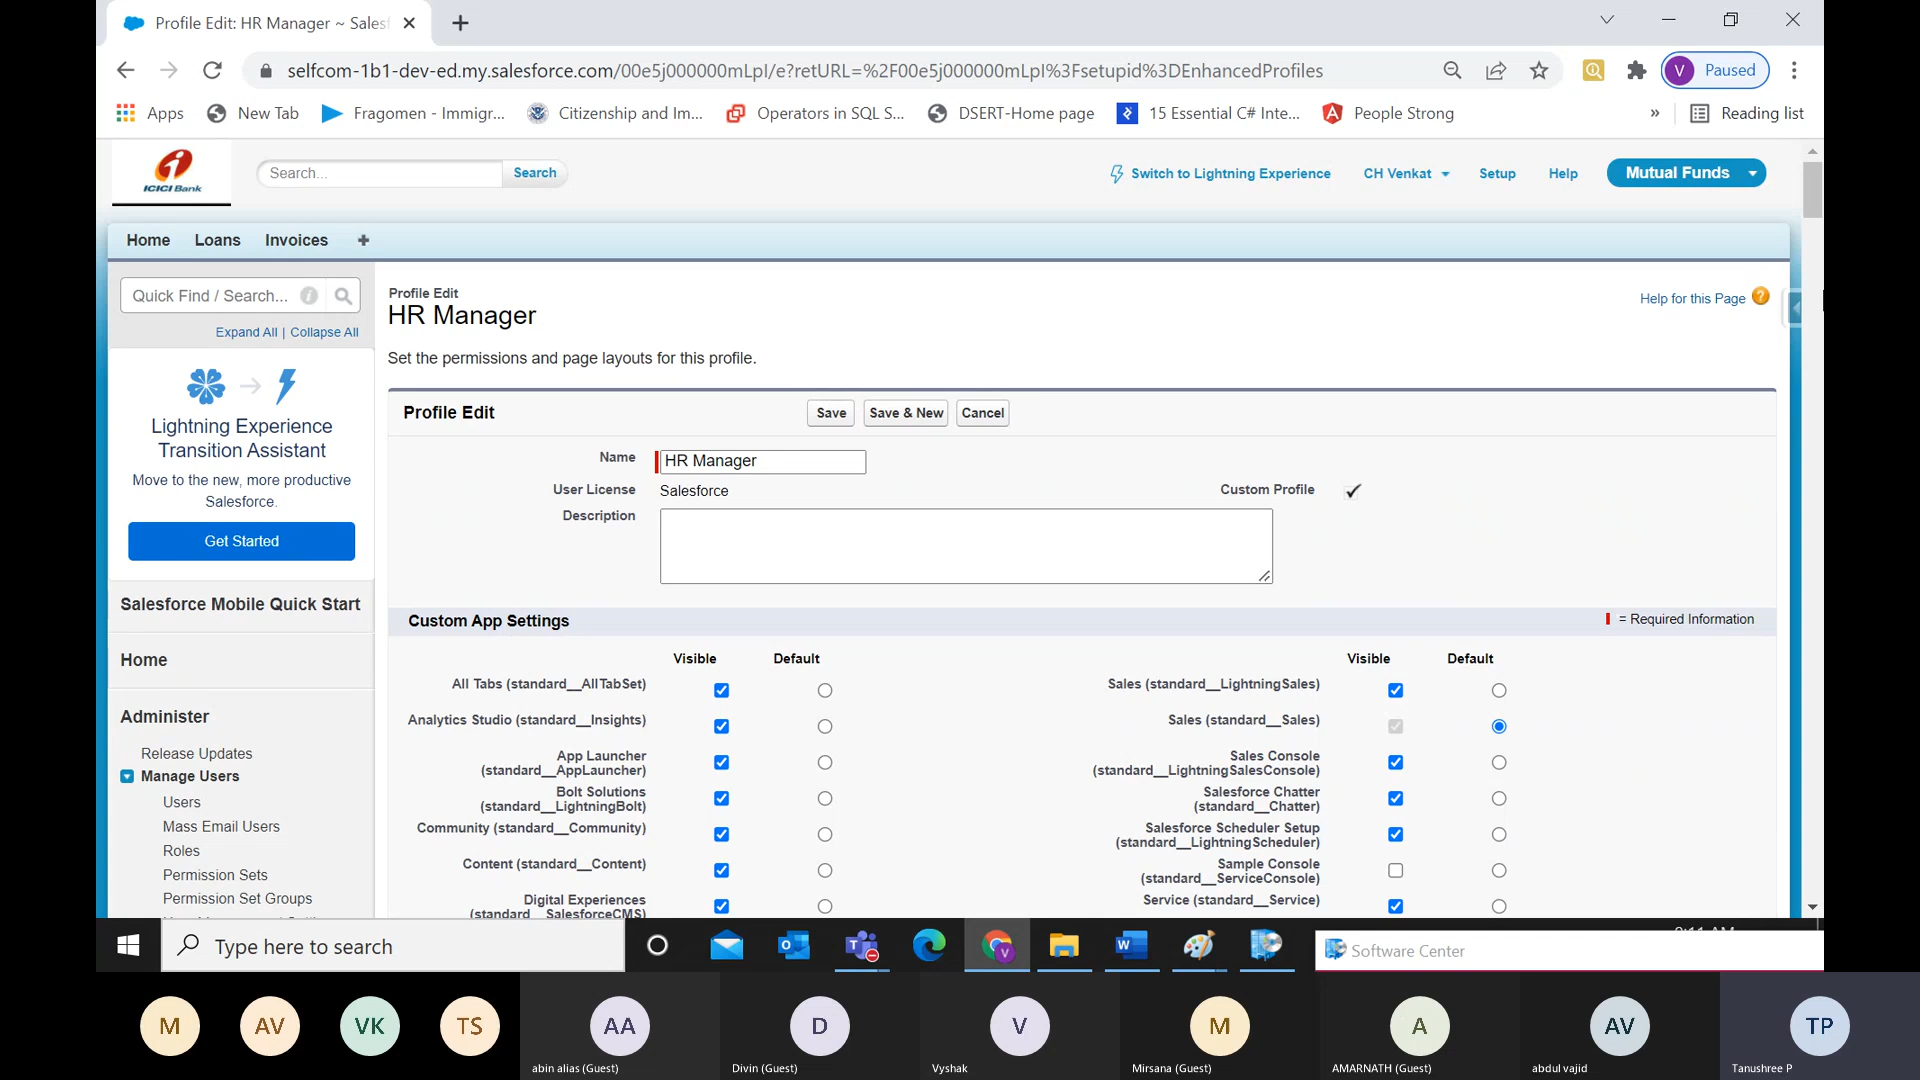 Profile Edit: HR Manager ~ Sales
selfcom-1b1-dev-ed.my.salesforce.com/00e5j000000mLpI/e?retURL=%2F00e5j000000mLpI%3Fsetupid%3DEnhancedProfiles
V Paused
Apps New Tab Fragomen - Immigr... Citizenship and Im... Operators in SQL S... DSERT-Home page 15 Essential C# Inte... People Strong » Reading list
ICICI Bank
Search... Search
Switch to Lightning Experience CH Venkat Setup Help Mutual Funds
Home Loans Invoices +
Quick Find / Search...
Expand All | Collapse All
Lightning Experience
Transition Assistant
Move to the new, more productive
Salesforce.
Get Started
Salesforce Mobile Quick Start
Home
Administer
Release Updates
Manage Users
Users
Mass Email Users
Roles
Permission Sets
Permission Set Groups
Profile Edit
HR Manager
Help for this Page ?
Set the permissions and page layouts for this profile.
Profile Edit Save Save & New Cancel
Name HR Manager
User License Salesforce Custom Profile
Description
Custom App Settings = Required Information
Visible Default Visible Default
All Tabs (standard__AllTabSet) Sales (standard__LightningSales)
Analytics Studio (standard__Insights) Sales (standard__Sales)
App Launcher
(standard__AppLauncher)
Sales Console
(standard__LightningSalesConsole)
Bolt Solutions
(standard__LightningBolt)
Salesforce Chatter
(standard__Chatter)
Community (standard__Community)
Salesforce Scheduler Setup
(standard__LightningScheduler)
Content (standard__Content)
Sample Console
(standard__ServiceConsole)
Digital Experiences
(standard__SalesforceCMS)
Service (standard__Service)
Type here to search
Software Center
M AV VK TS AA D V M A AV TP
abin alias (Guest) Divin (Guest) Vyshak Mirsana (Guest) AMARNATH (Guest) abdul vajid Tanushree P